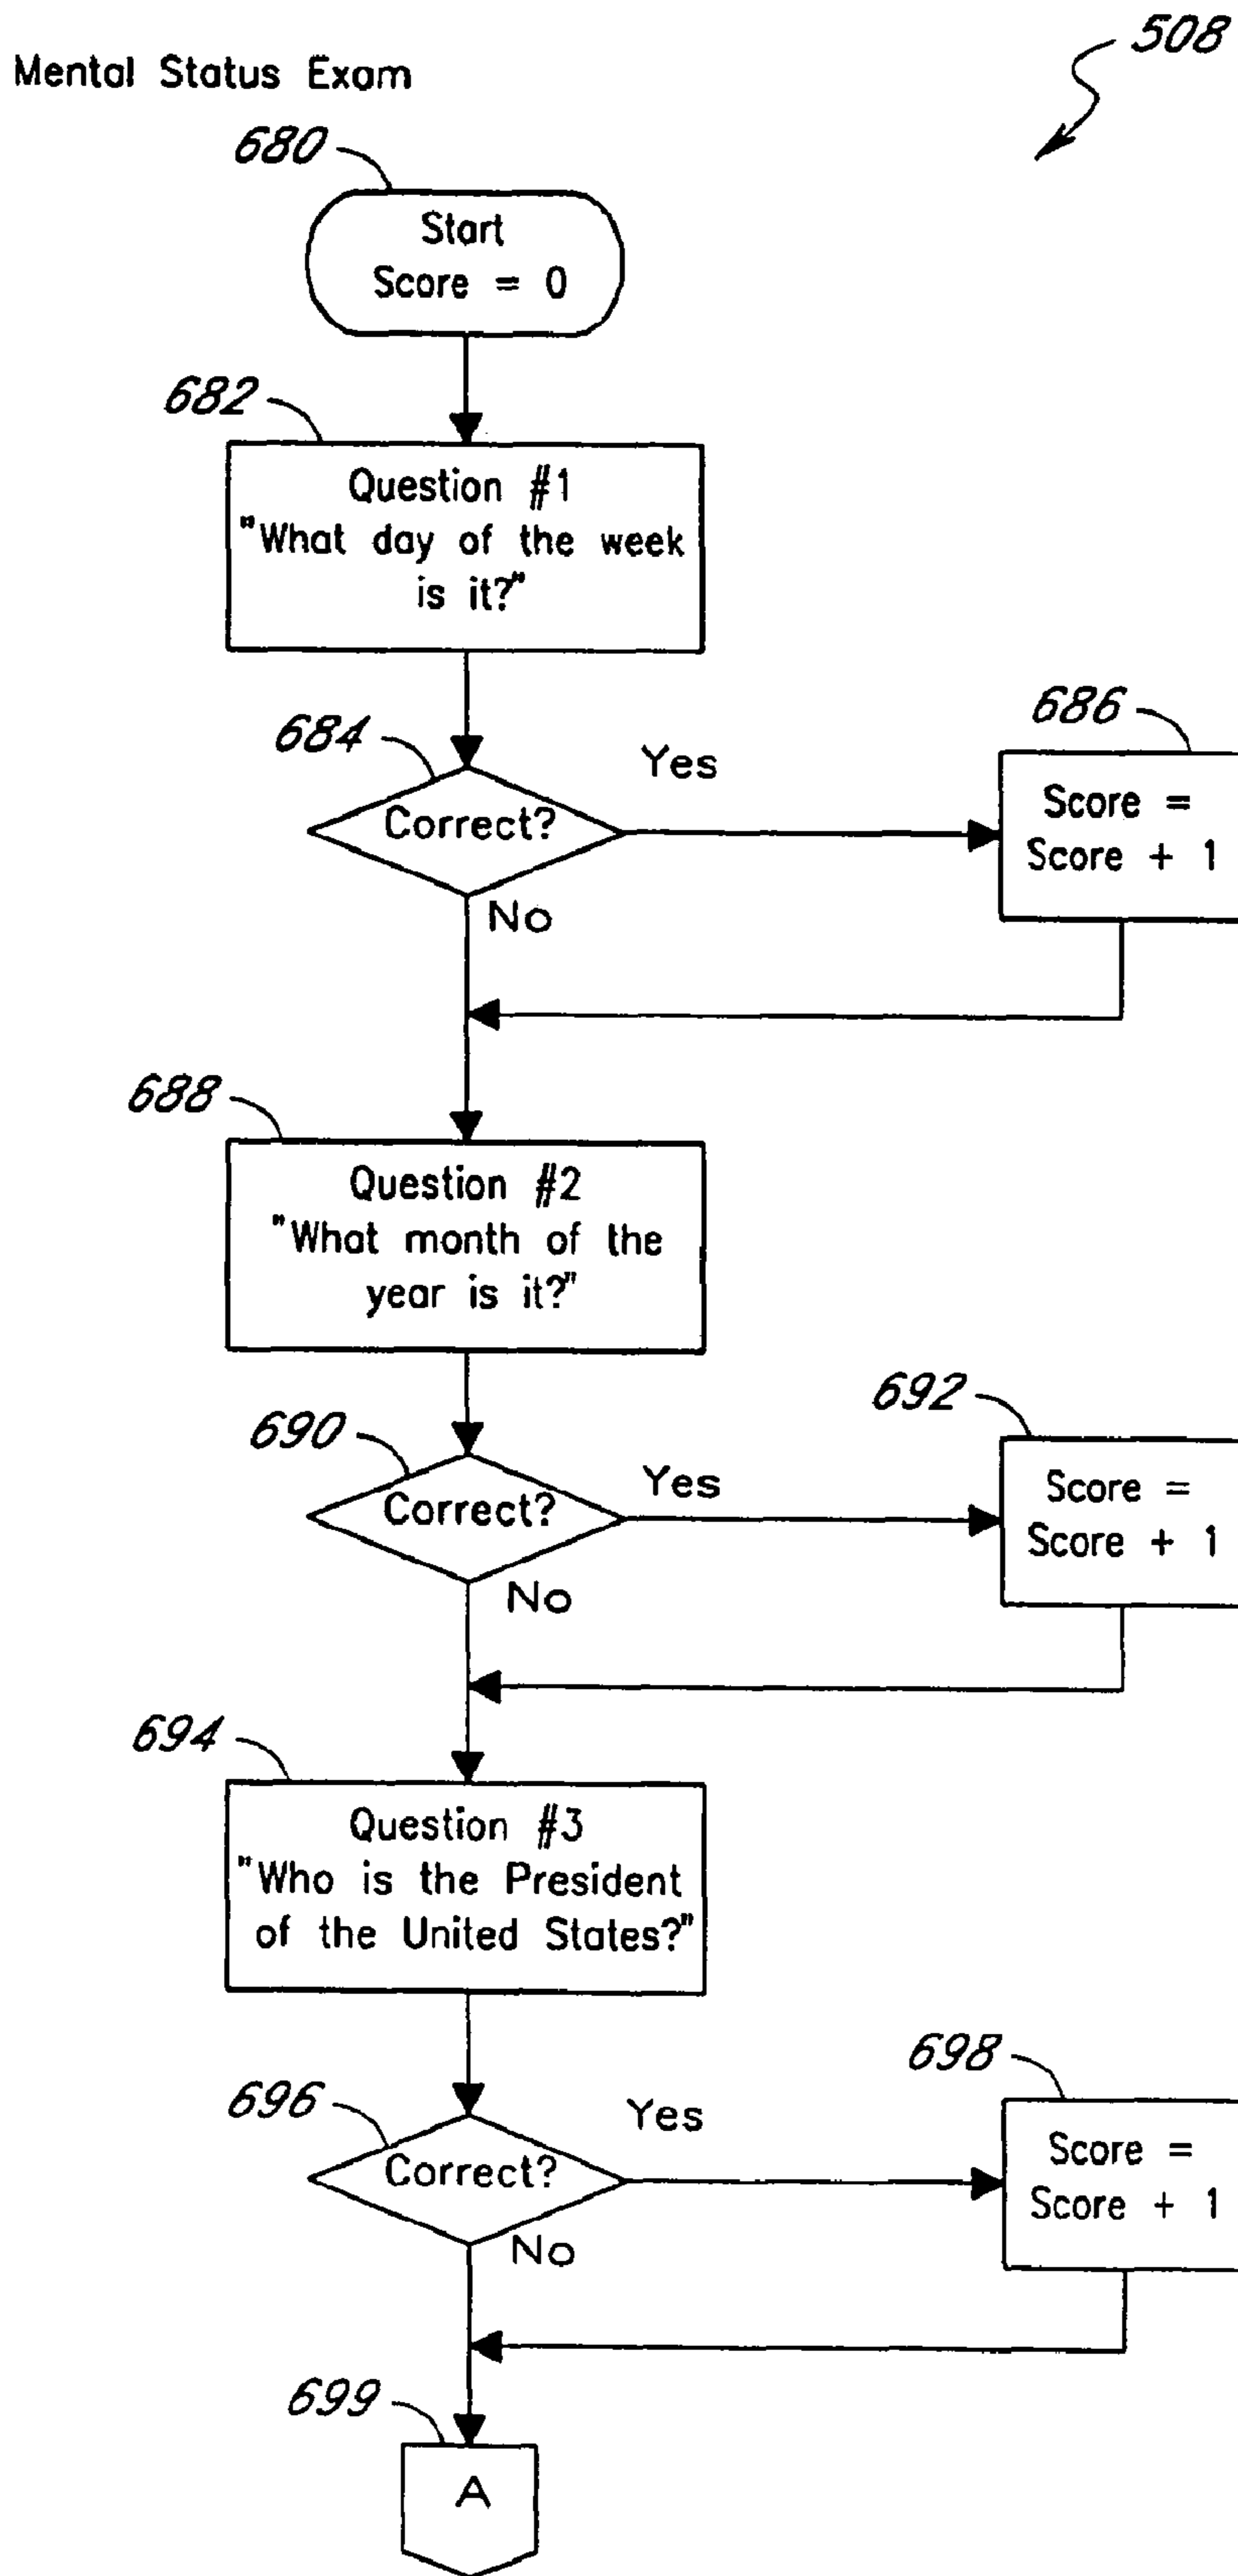 508
Mental Status Exam
680
Start
Score = 0
682
Question #1
"What day of the week
is it?"
684
Correct?
Yes
No
686
Score =
Score + 1
688
Question #2
"What month of the
year is it?"
690
Correct?
Yes
No
692
Score =
Score + 1
694
Question #3
"Who is the President
of the United States?"
696
Correct?
Yes
No
698
Score =
Score + 1
699
A